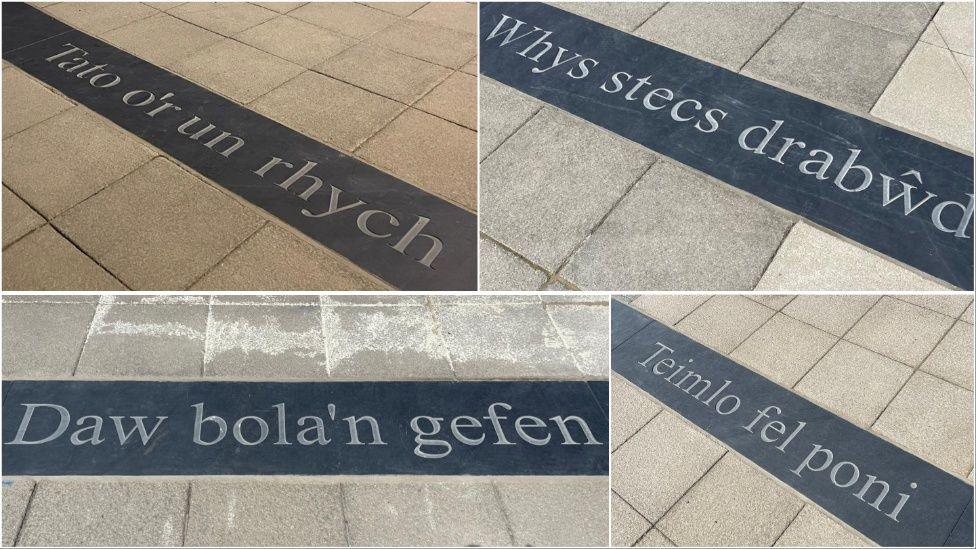 Tato o'r un rhych
Whys stecs drabŵd
Daw bola'n gefen
Teimlo fel poni